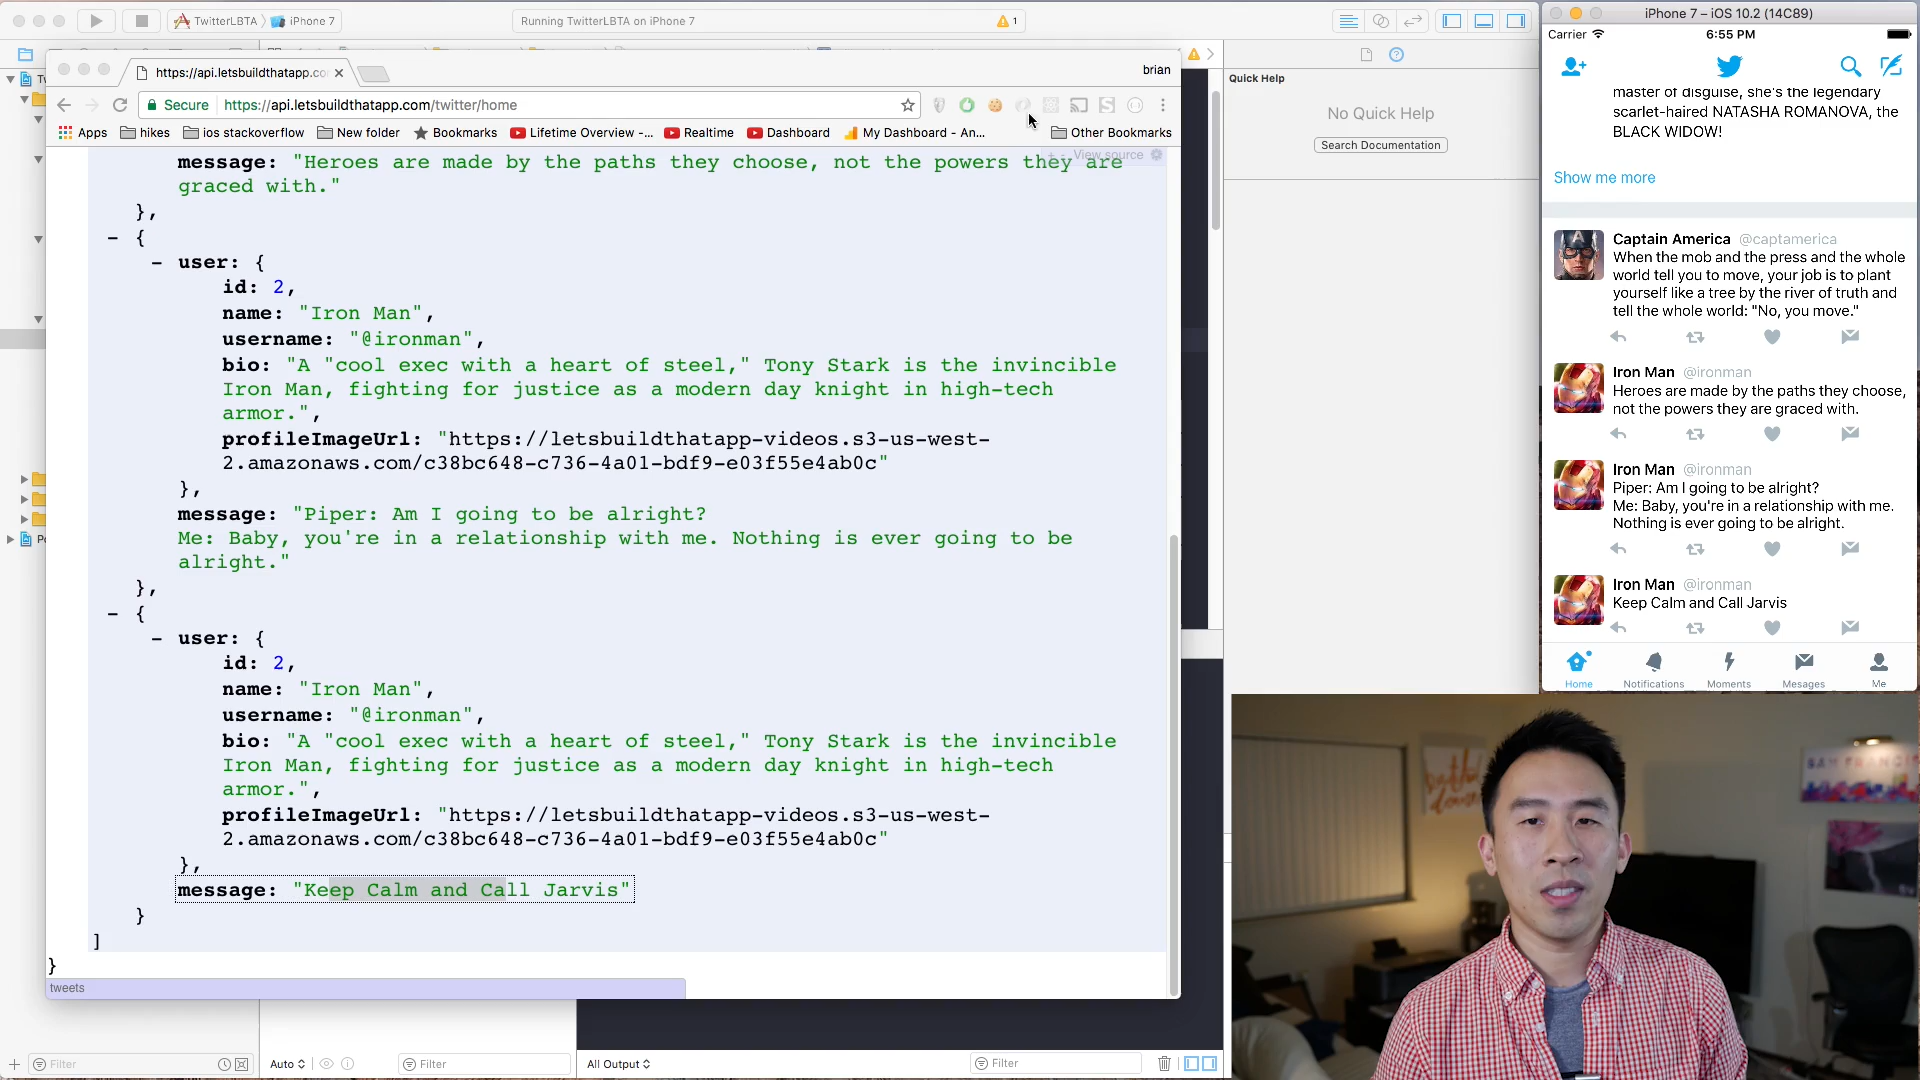 TwitterLBTA
iPhone 7
Running TwitterLBTA on iPhone 7
1
Quick Help
No Quick Help
Search Documentation
https://api.letsbuildthatapp.co
brian
Secure
https://api.letsbuildthatapp.com/twitter/home
Apps
hikes
ios stackoverflow
New folder
Bookmarks
Lifetime Overview -...
Realtime
Dashboard
My Dashboard - An...
Other Bookmarks
+ - View source
message: "Heroes are made by the paths they choose, not the powers they are
graced with."
},
- {
- user: {
id: 2,
name: "Iron Man",
username: "@ironman",
bio: "A "cool exec with a heart of steel," Tony Stark is the invincible
Iron Man, fighting for justice as a modern day knight in high-tech
armor.",
profileImageUrl: "https://letsbuildthatapp-videos.s3-us-west-
2.amazonaws.com/c38bc648-c736-4a01-bdf9-e03f55e4ab0c"
},
message: "Piper: Am I going to be alright?
Me: Baby, you're in a relationship with me. Nothing is ever going to be
alright."
},
- {
- user: {
id: 2,
name: "Iron Man",
username: "@ironman",
bio: "A "cool exec with a heart of steel," Tony Stark is the invincible
Iron Man, fighting for justice as a modern day knight in high-tech
armor.",
profileImageUrl: "https://letsbuildthatapp-videos.s3-us-west-
2.amazonaws.com/c38bc648-c736-4a01-bdf9-e03f55e4ab0c"
},
message: "Keep Calm and Call Jarvis"
}
]
}
tweets
Filter
Auto
Filter
All Output
Filter
iPhone 7 – iOS 10.2 (14C89)
Carrier
6:55 PM
master of disguise, she's the legendary
scarlet-haired NATASHA ROMANOVA, the
BLACK WIDOW!
Show me more
Captain America @captamerica
When the mob and the press and the whole
world tell you to move, your job is to plant
yourself like a tree by the river of truth and
tell the whole world: "No, you move."
Iron Man @ironman
Heroes are made by the paths they choose,
not the powers they are graced with.
Iron Man @ironman
Piper: Am I going to be alright?
Me: Baby, you're in a relationship with me.
Nothing is ever going to be alright.
Iron Man @ironman
Keep Calm and Call Jarvis
Home
Notifications
Moments
Mesages
Me